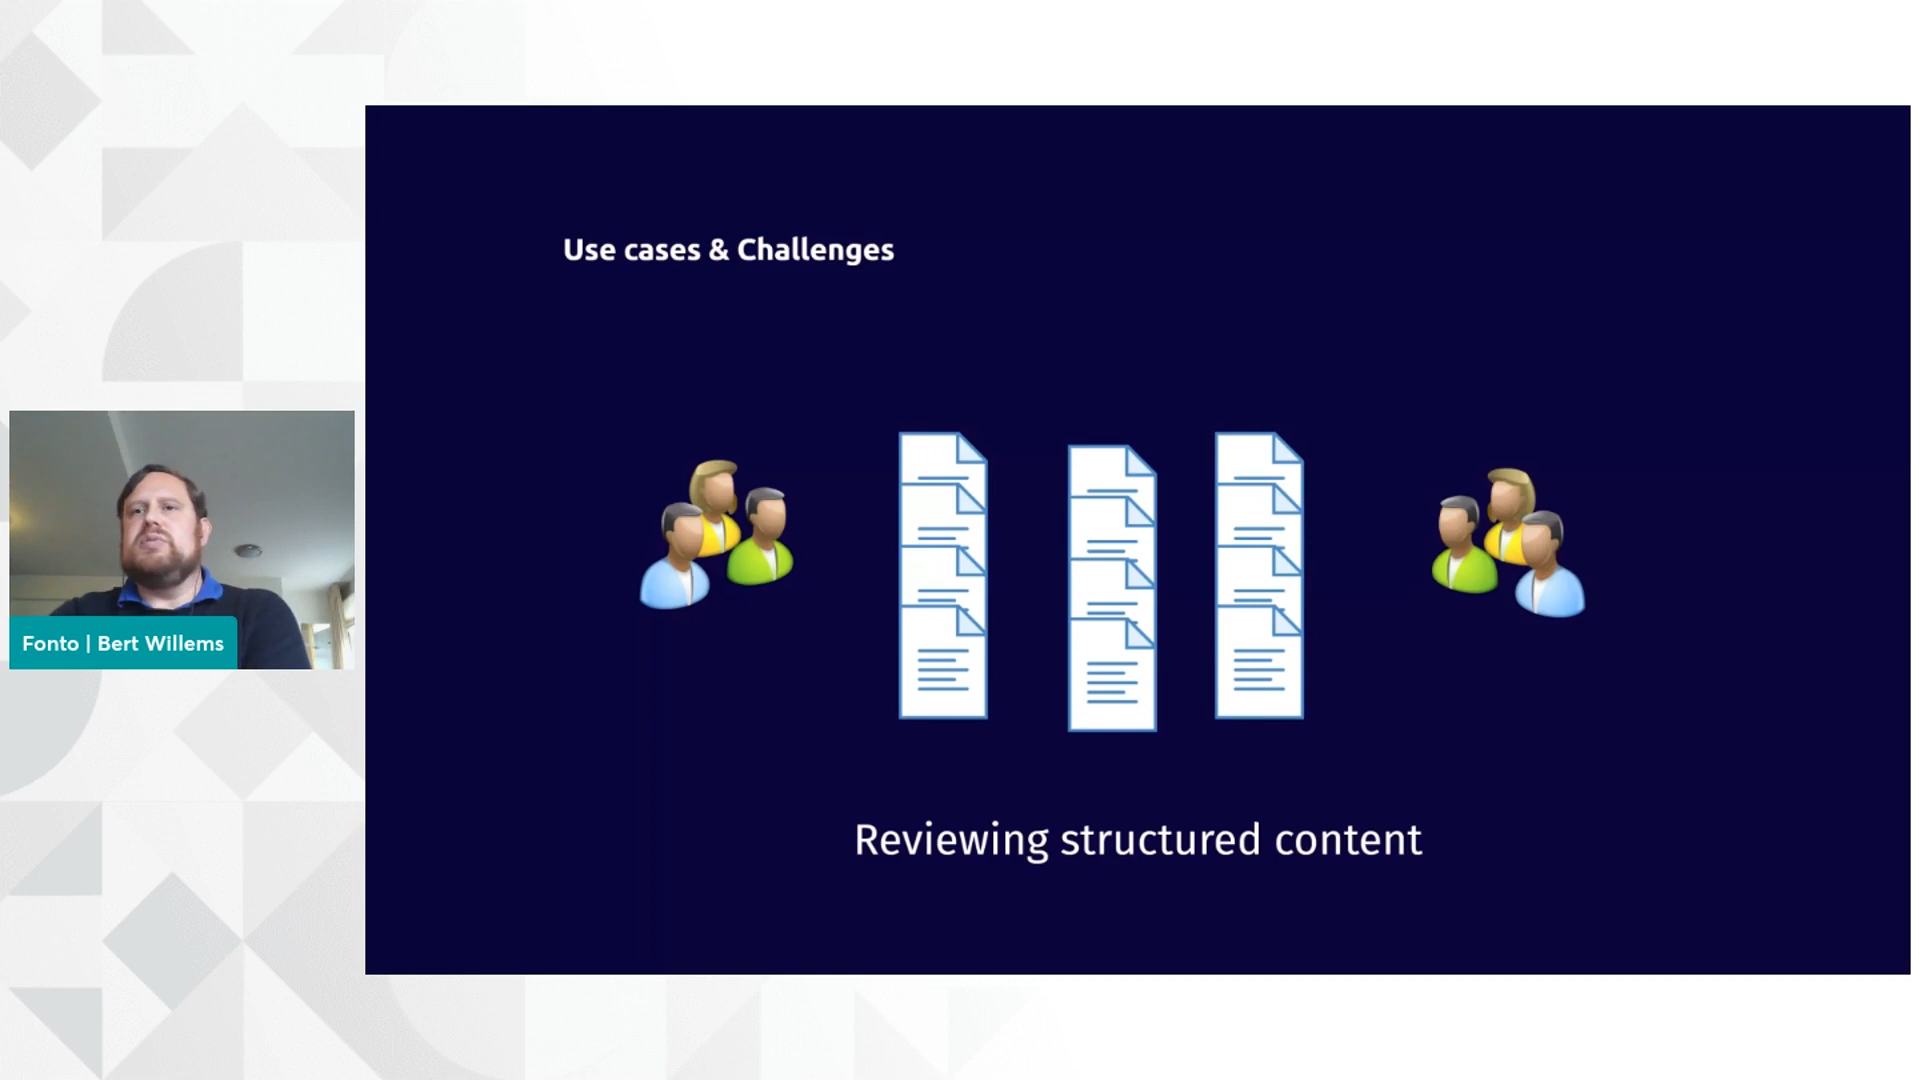 Use cases & Challenges
Fonto | Bert Willems
Reviewing structured content